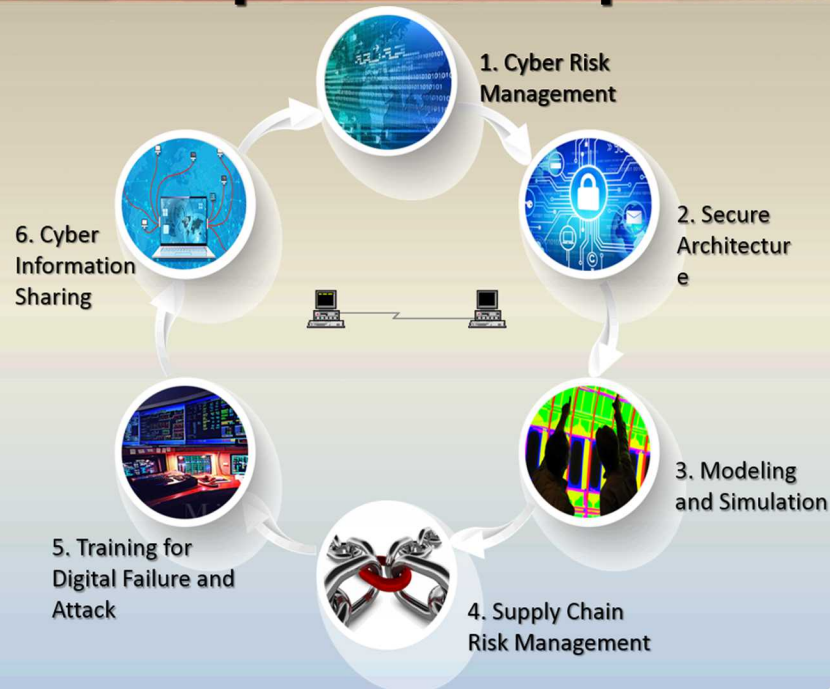 1. Cyber Risk
Management
2. Secure
Architectur
e
3. Modeling
and Simulation
4. Supply Chain
Risk Management
5. Training for
Digital Failure and
Attack
6. Cyber
Information
Sharing